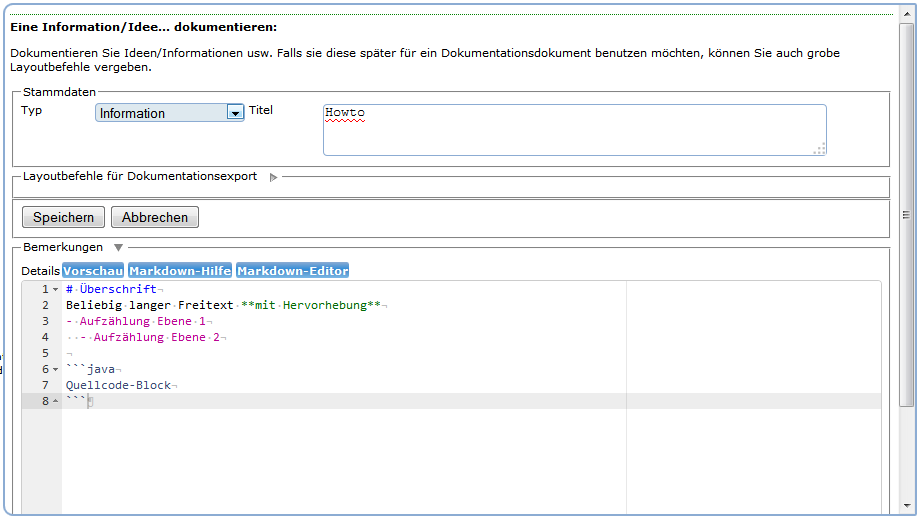 Eine Information/Idee... dokumentieren:
Dokumentieren Sie Ideen/Informationen usw. Falls sie diese später für ein Dokumentationsdokument benutzen möchten, können Sie auch grobe
Layoutbefehle vergeben.
Stammdaten
Typ Information Titel Howto
Layoutbefehle für Dokumentationsexport
Speichern Abbrechen
Bemerkungen
Details Vorschau Markdown-Hilfe Markdown-Editor
1 # Überschrift
2 Beliebig langer Freitext **mit Hervorhebung**
3 - Aufzählung Ebene 1
4   - Aufzählung Ebene 2
5
6 ```java
7 Quellcode-Block
8 ```